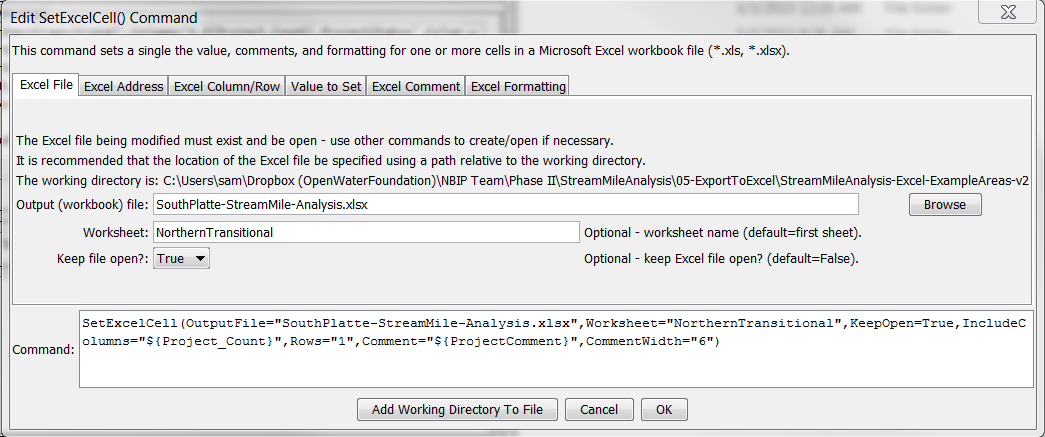 Edit SetExcelCell() Command
This command sets a single the value, comments, and formatting for one or more cells in a Microsoft Excel workbook file (*.xls, *.xlsx).
Excel File Excel Address Excel Column/Row Value to Set Excel Comment Excel Formatting
The Excel file being modified must exist and be open - use other commands to create/open if necessary.
It is recommended that the location of the Excel file be specified using a path relative to the working directory.
The working directory is: C:\Users\sam\Dropbox (OpenWaterFoundation)\NBIP Team\Phase II\StreamMileAnalysis\05-ExportToExcel\StreamMileAnalysis-Excel-ExampleAreas-v2
Output (workbook) file: SouthPlatte-StreamMile-Analysis.xlsx Browse
Worksheet: NorthernTransitional Optional - worksheet name (default=first sheet).
Keep file open?: True Optional - keep Excel file open? (default=False).
SetExcelCell(OutputFile="SouthPlatte-StreamMile-Analysis.xlsx",Worksheet="NorthernTransitional",KeepOpen=True,IncludeC
Command: olumns="${Project_Count}",Rows="1",Comment="${ProjectComment}",CommentWidth="6")
Add Working Directory To File Cancel OK